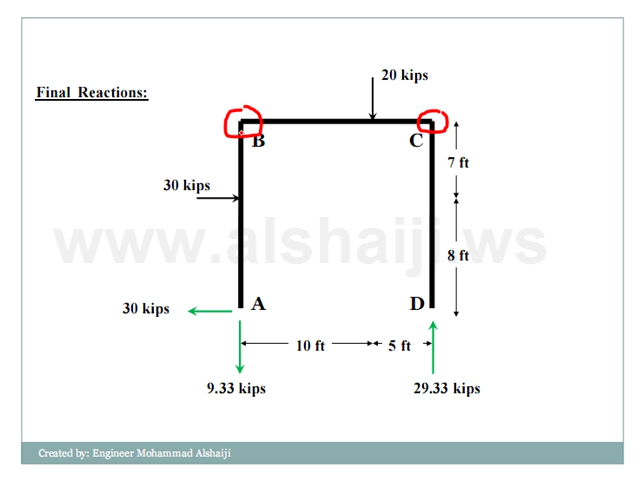 20 kips
Final Reactions:
B
C
7 ft
30 kips
www.alshaiji.ws
8 ft
30 kips
A
D
10 ft
5 ft
9.33 kips
29.33 kips
Created by: Engineer Mohammad Alshaiji